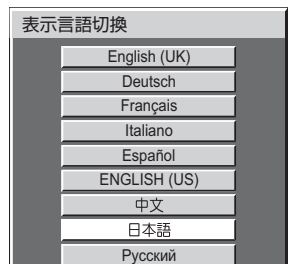 表示言語切換
English (UK)
Deutsch
Français
Italiano
Español
ENGLISH (US)
中文
日本語
Русский